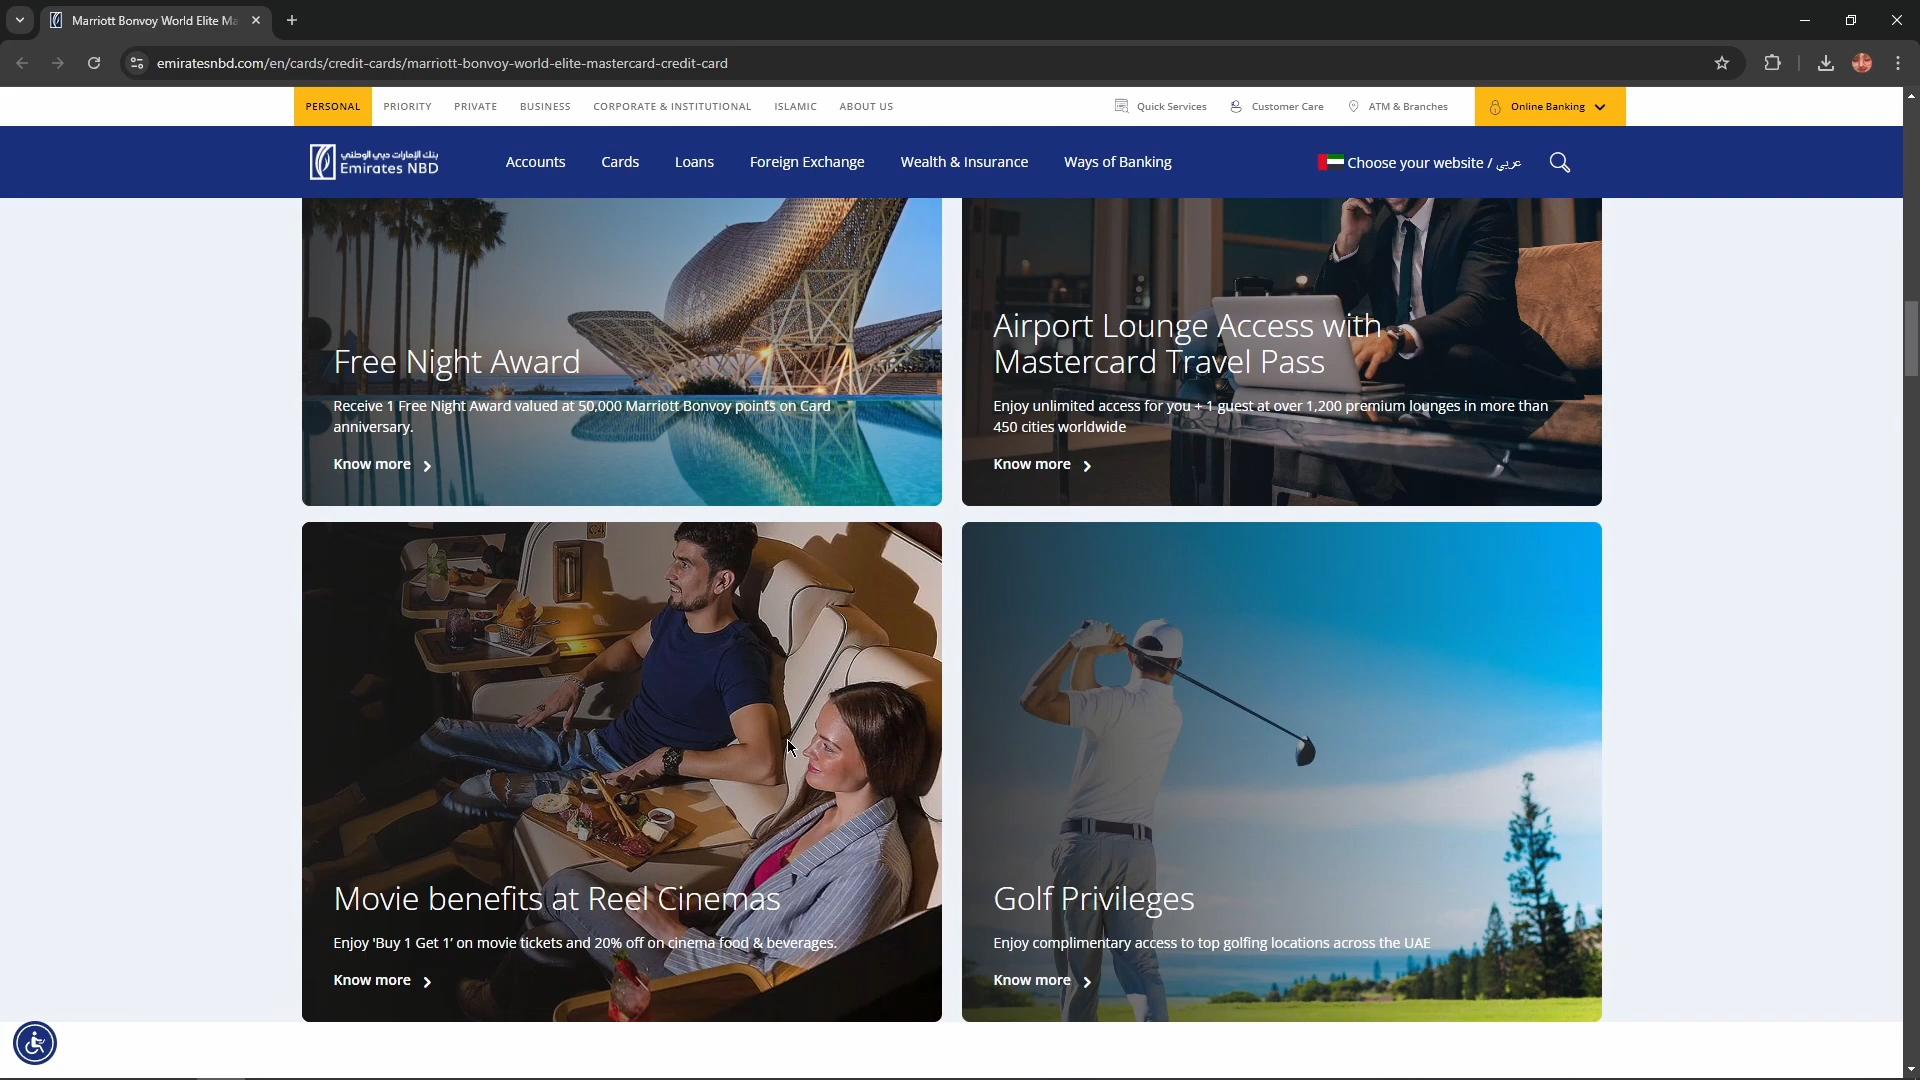 Marriott Bonvoy World Elite Ma
emiratesnbd.com/en/cards/credit-cards/marriott-bonvoy-world-elite-mastercard-credit-card
PERSONAL PRIORITY PRIVATE BUSINESS CORPORATE & INSTITUTIONAL ISLAMIC ABOUT US Quick Services Customer Care ATM & Branches Online Banking
بنك الإمارات دبي الوطني
Emirates NBD
Accounts Cards Loans Foreign Exchange Wealth & Insurance Ways of Banking Choose your website / عربي
Free Night Award
Receive 1 Free Night Award valued at 50,000 Marriott Bonvoy points on Card
anniversary.
Know more
Airport Lounge Access with
Mastercard Travel Pass
Enjoy unlimited access for you + 1 guest at over 1,200 premium lounges in more than
450 cities worldwide
Know more
Movie benefits at Reel Cinemas
Enjoy 'Buy 1 Get 1' on movie tickets and 20% off on cinema food & beverages.
Know more
Golf Privileges
Enjoy complimentary access to top golfing locations across the UAE
Know more